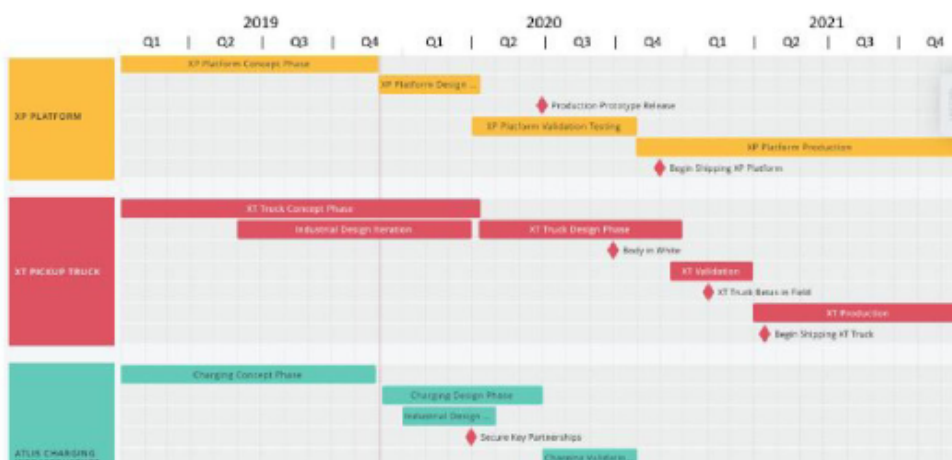 2019 2020 2021
Q1 | Q2 | Q3 | Q4 | Q1 | Q2 | Q3 | Q4 | Q1 | Q2 | Q3 | Q4
XP PLATFORM
XP Platform Concept Phase
XP Platform Design ...
Production Prototype Release
XP Platform Validation Testing
XP Platform Production
Begin Shipping XP Platform
XT PICKUP TRUCK
XT Truck Concept Phase
Industrial Design Iteration
XT Truck Design Phase
Body in White
XT Validation
XT Truck Betas in Field
XT Production
Begin Shipping XT Truck
ATLIS CHARGING
Charging Concept Phase
Charging Design Phase
Industrial Design ...
Secure Key Partnerships
Charging